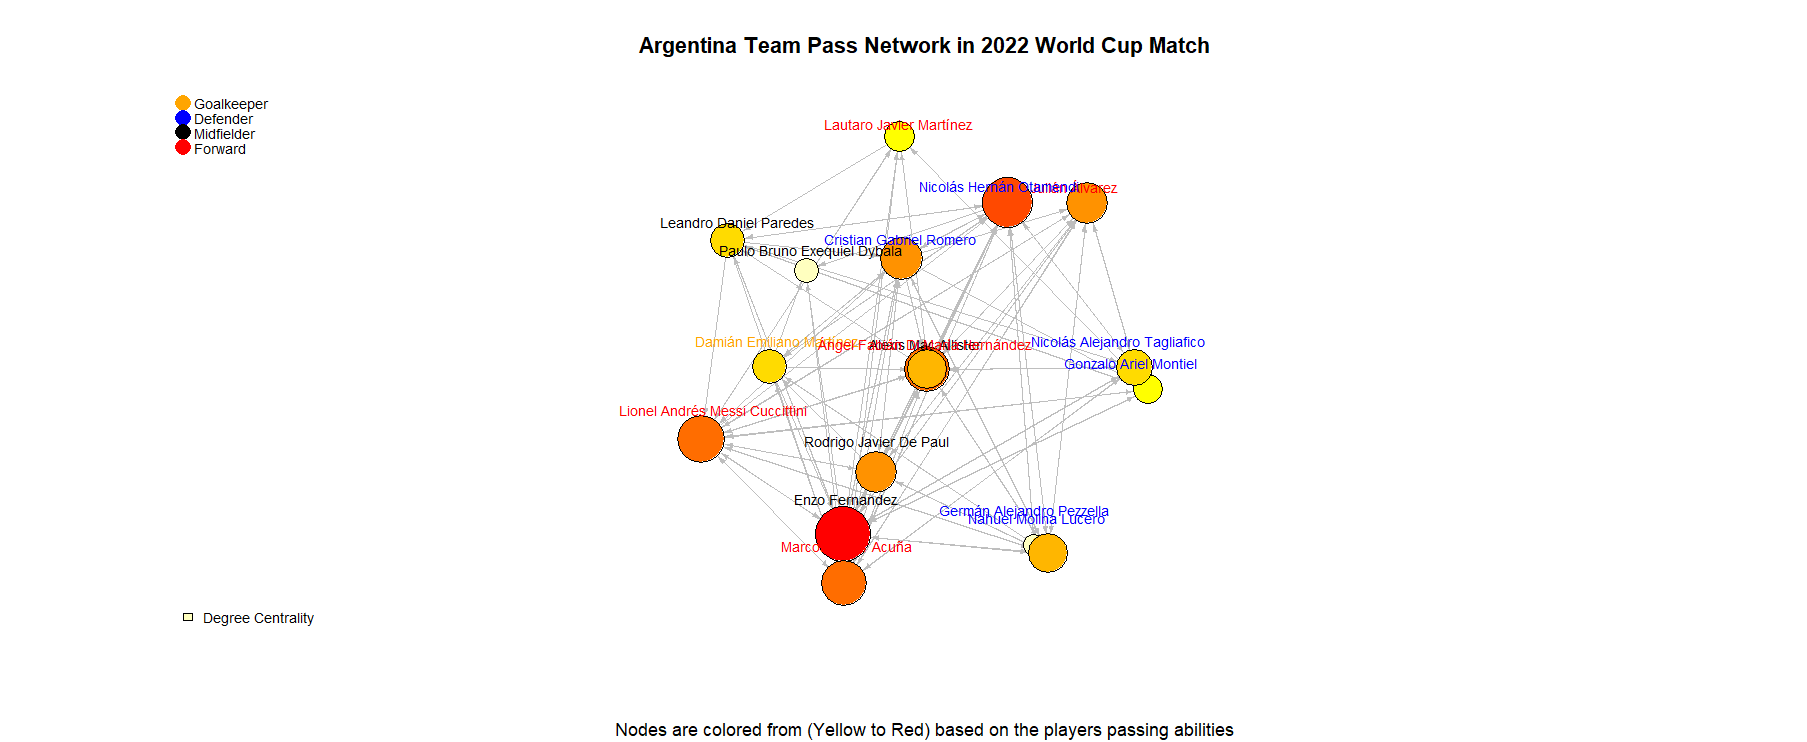 Argentina Team Pass Network in 2022 World Cup Match
Goalkeeper
Defender
Midfielder
Forward
Lautaro Javier Martínez
Nicolás Hernán Otamendi
Julián Álvarez
Leandro Daniel Paredes
Cristian Gabriel Romero
Paulo Bruno Exequiel Dybala
Damián Emiliano Martínez
Ángel Fabián Di María Hernández
Alexis Mac Allister
Nicolás Alejandro Tagliafico
Gonzalo Ariel Montiel
Lionel Andrés Messi Cuccittini
Rodrigo Javier De Paul
Enzo Fernandez
Germán Alejandro Pezzella
Nahuel Molina Lucero
Acuña
Degree Centrality
Nodes are colored from (Yellow to Red) based on the players passing abilities